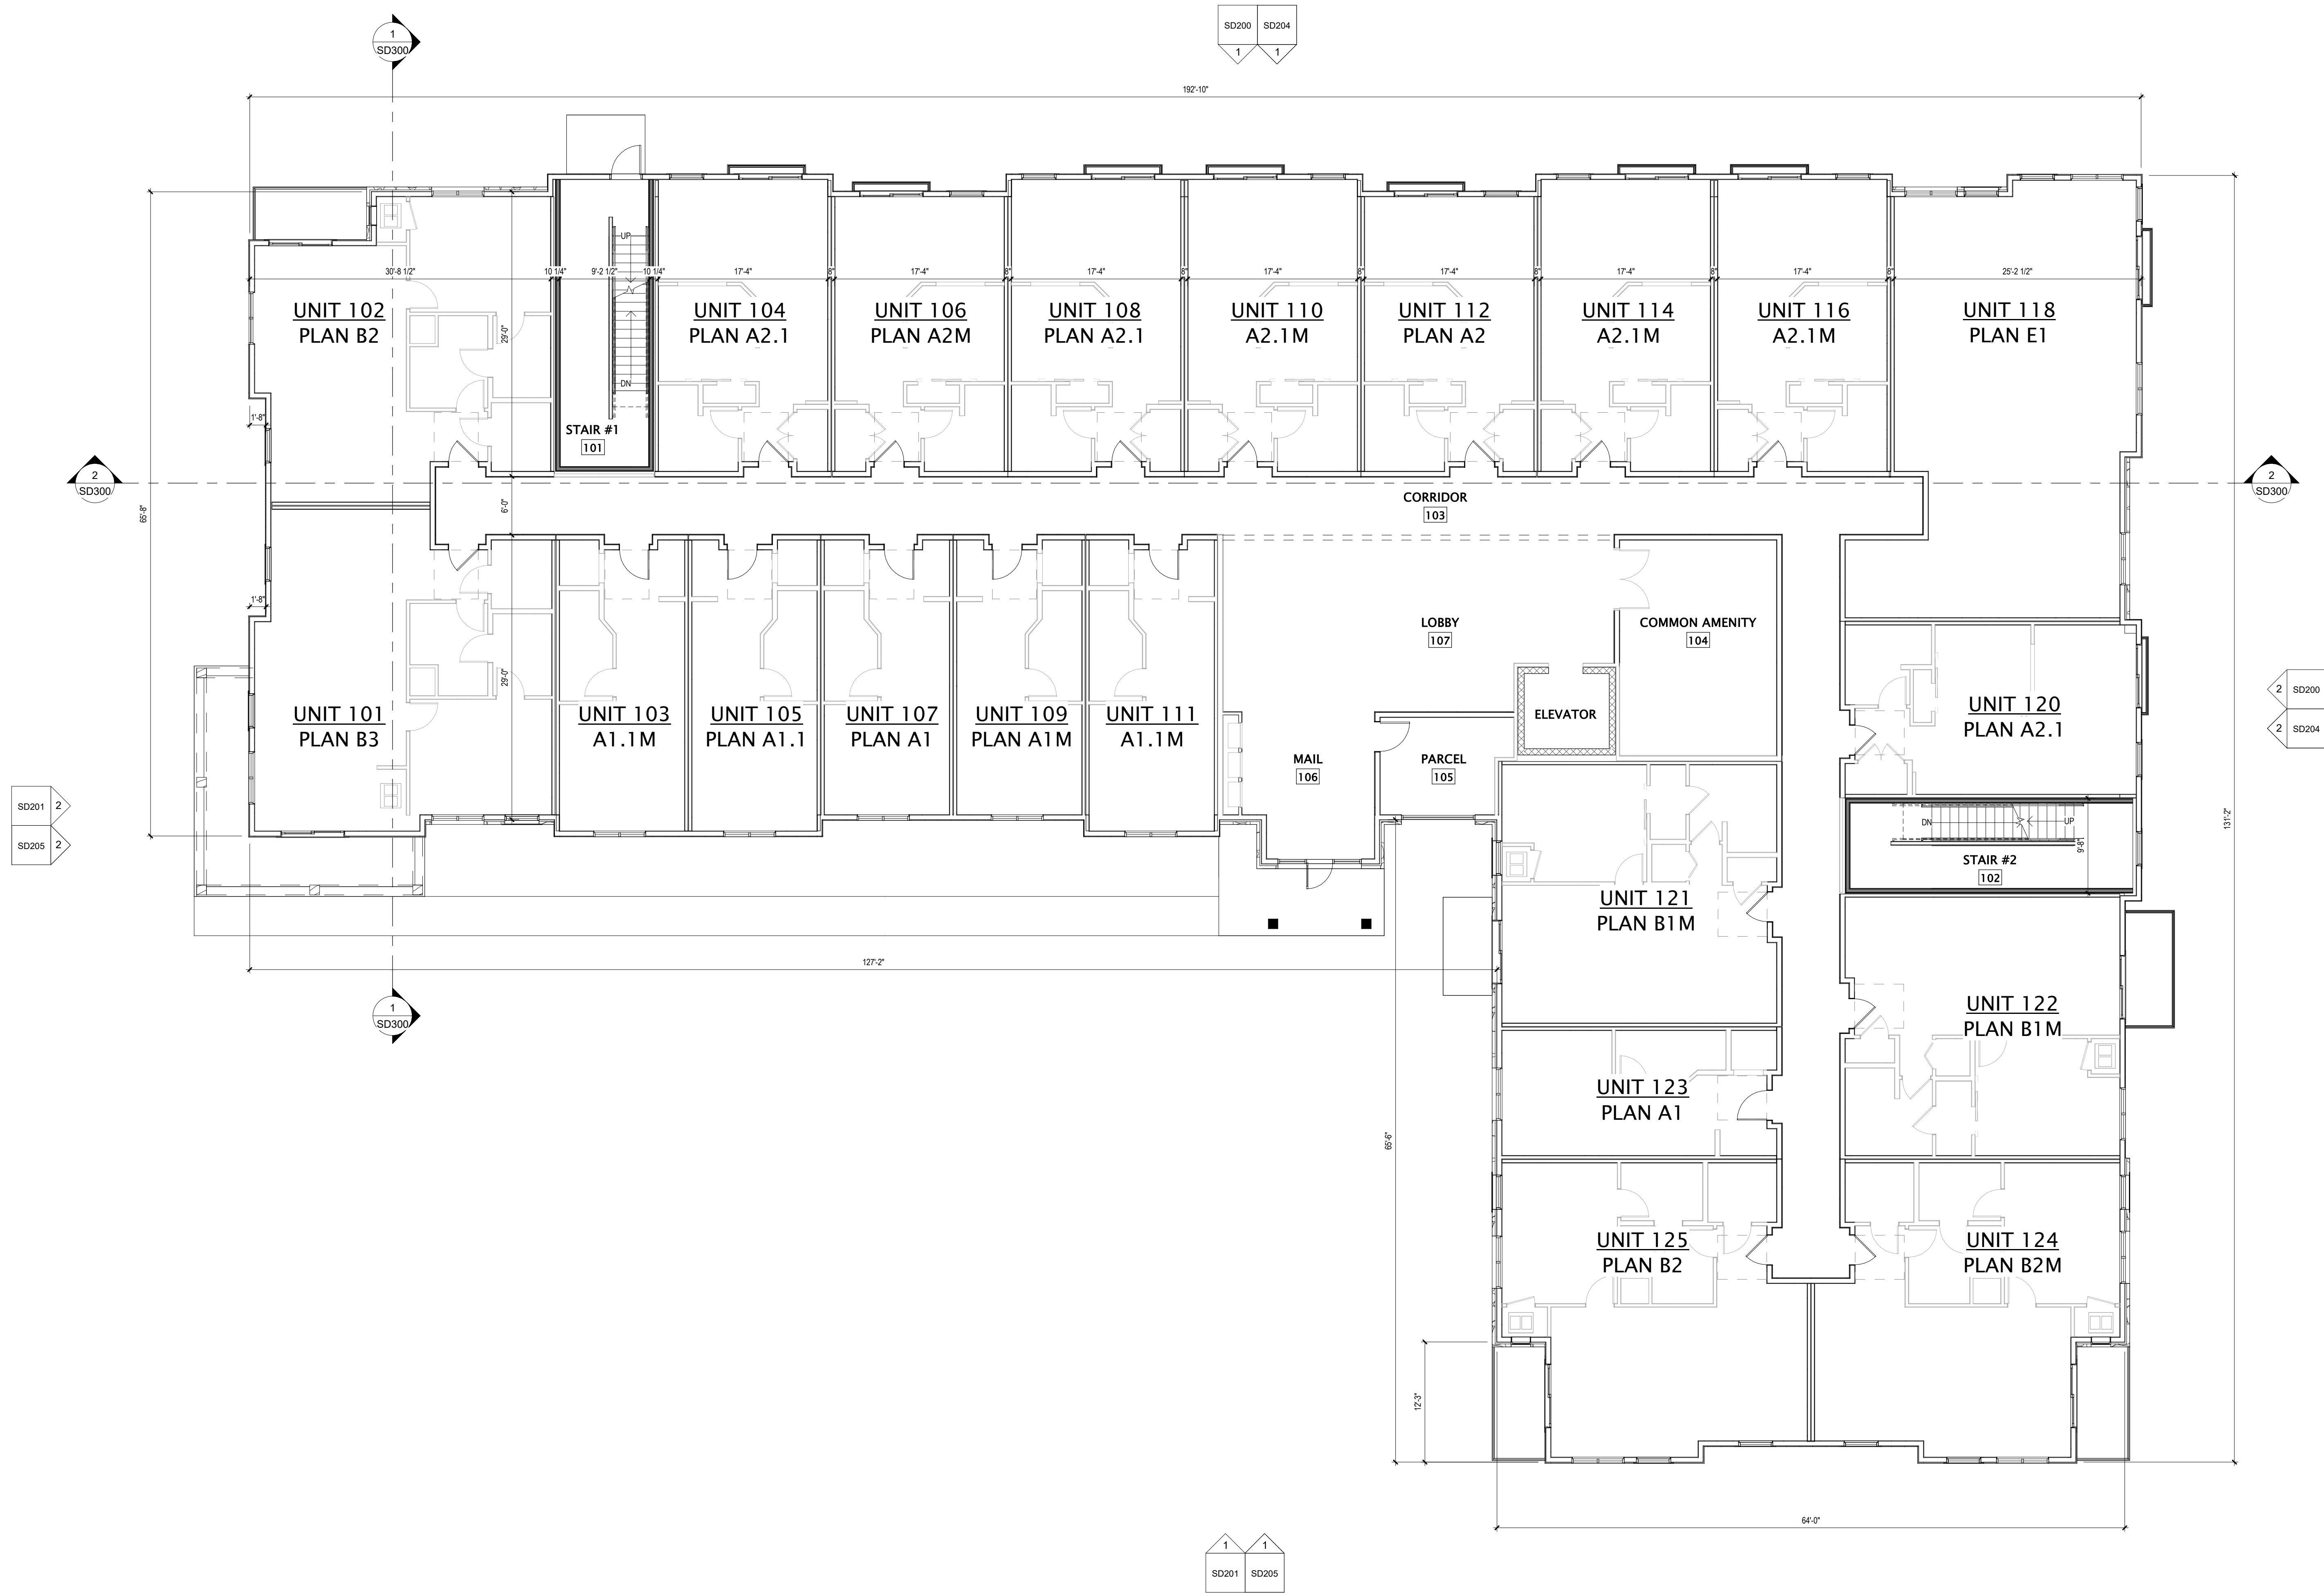 1
SD300
SD200 SD204
1 1
192'-10"
30'-8 1/2" 10 1/4" 9'-2 1/2" 10 1/4" 17'-4" 8" 17'-4" 8" 17'-4" 8" 17'-4" 8" 17'-4" 8" 17'-4" 8" 17'-4" 8" 25'-2 1/2"
UP
UNIT 102
PLAN B2
UNIT 104
PLAN A2.1
UNIT 106
PLAN A2M
UNIT 108
PLAN A2.1
UNIT 110
A2.1M
UNIT 112
PLAN A2
UNIT 114
A2.1M
UNIT 116
A2.1M
UNIT 118
PLAN E1
29'-0"
DN
1'-8"
STAIR #1
101
2
SD300
2
SD300
65'-8"
6'-0"
CORRIDOR
103
1'-8"
LOBBY
107
COMMON AMENITY
104
29'-0"
UNIT 101
PLAN B3
UNIT 103
A1.1M
UNIT 105
PLAN A1.1
UNIT 107
PLAN A1
UNIT 109
PLAN A1M
UNIT 111
A1.1M
ELEVATOR
UNIT 120
PLAN A2.1
2 SD200
2 SD204
MAIL
106
PARCEL
105
SD201 2
SD205 2
DN
UP
9'-8"
STAIR #2
102
131'-2"
UNIT 121
PLAN B1M
127'-2"
1
SD300
UNIT 122
PLAN B1M
UNIT 123
PLAN A1
65'-6"
UNIT 125
PLAN B2
UNIT 124
PLAN B2M
12'-3"
64'-0"
1 1
SD201 SD205